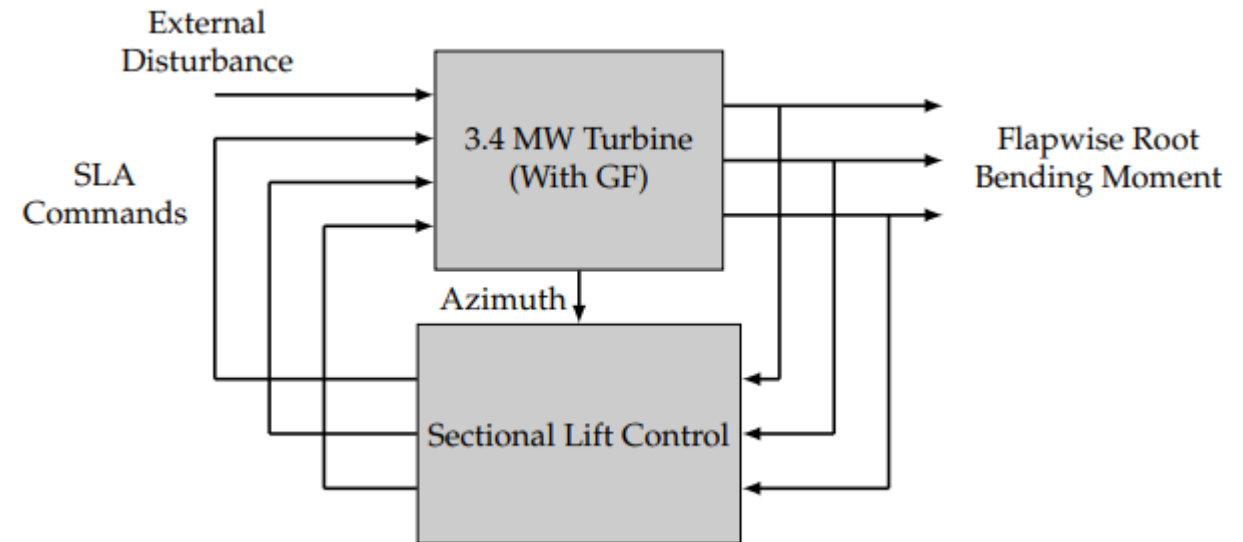 External
Disturbance
3.4 MW Turbine
(With GF)
Flapwise Root
Bending Moment
SLA
Commands
Azimuth
Sectional Lift Control